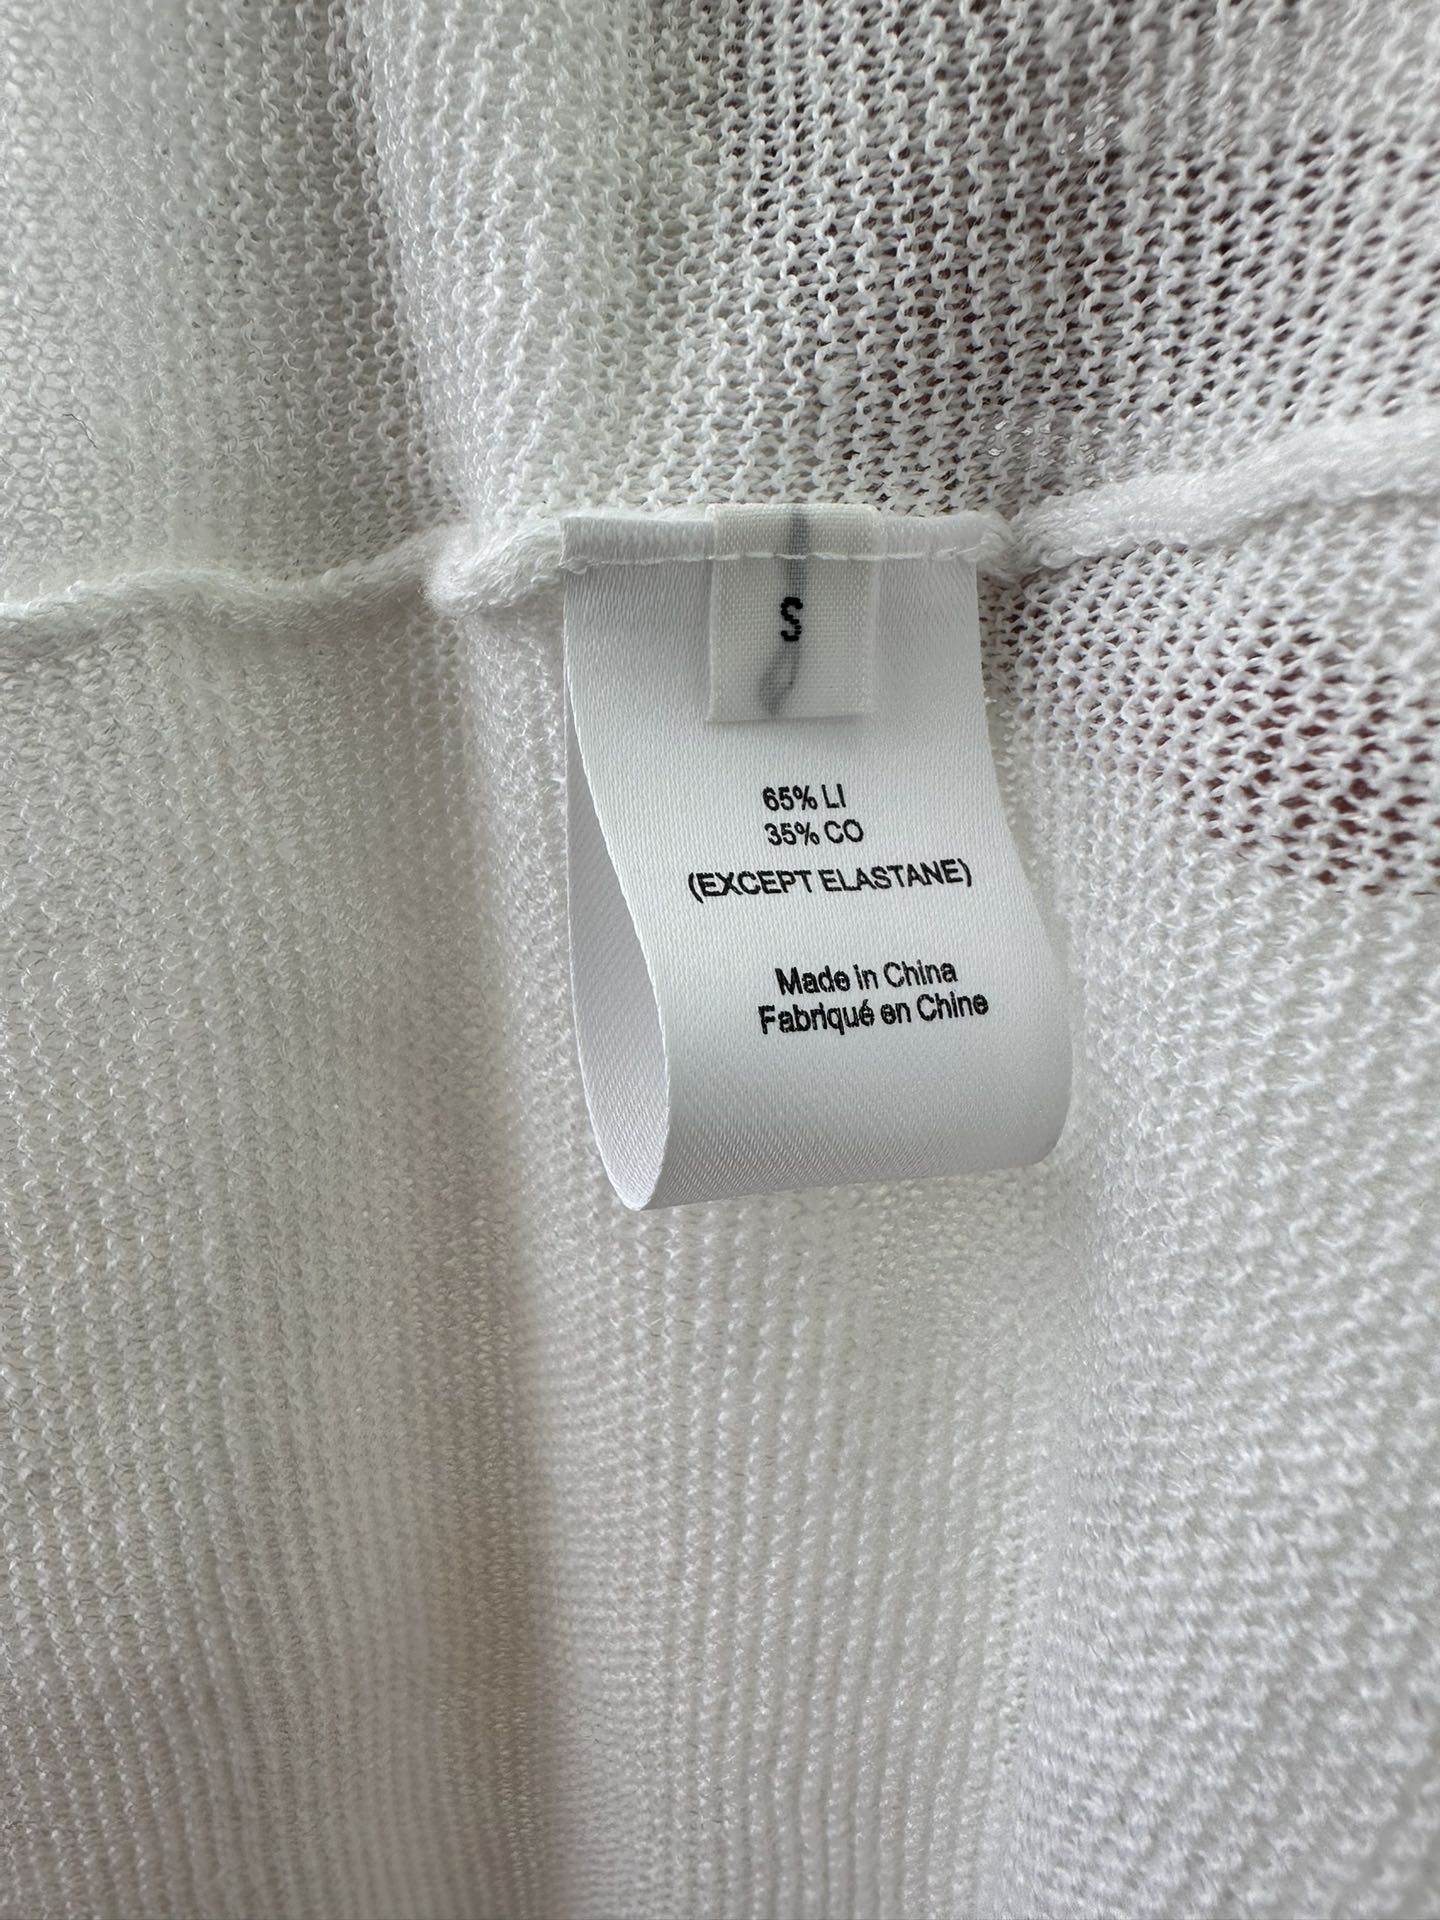 S
65% LI
35% CO
(EXCEPT ELASTANE)
Made in China
Fabriqué en Chine